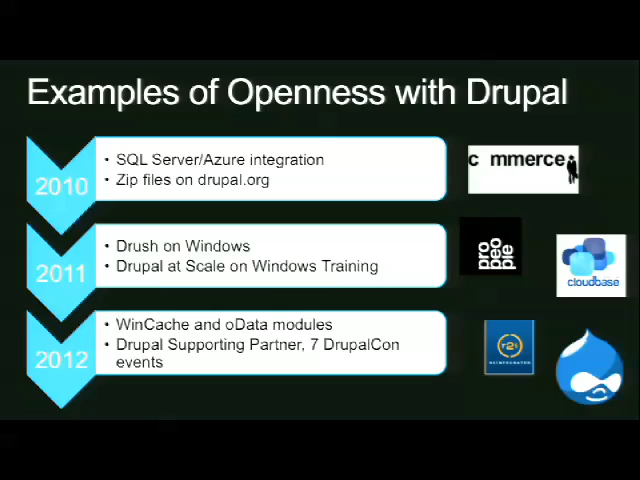 Examples of Openness with Drupal
2010
• SQL Server/Azure integration
• Zip files on drupal.org
c mmerce
2011
• Drush on Windows
• Drupal at Scale on Windows Training
pro
peo
ple
cloudbase
2012
• WinCache and oData modules
• Drupal Supporting Partner, 7 DrupalCon
events
r2i